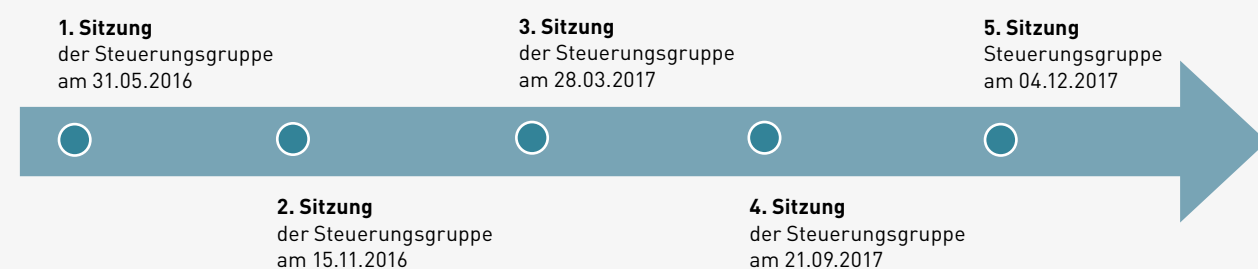 1. Sitzung
der Steuerungsgruppe
am 31.05.2016
2. Sitzung
der Steuerungsgruppe
am 15.11.2016
3. Sitzung
der Steuerungsgruppe
am 28.03.2017
4. Sitzung
der Steuerungsgruppe
am 21.09.2017
5. Sitzung
Steuerungsgruppe
am 04.12.2017